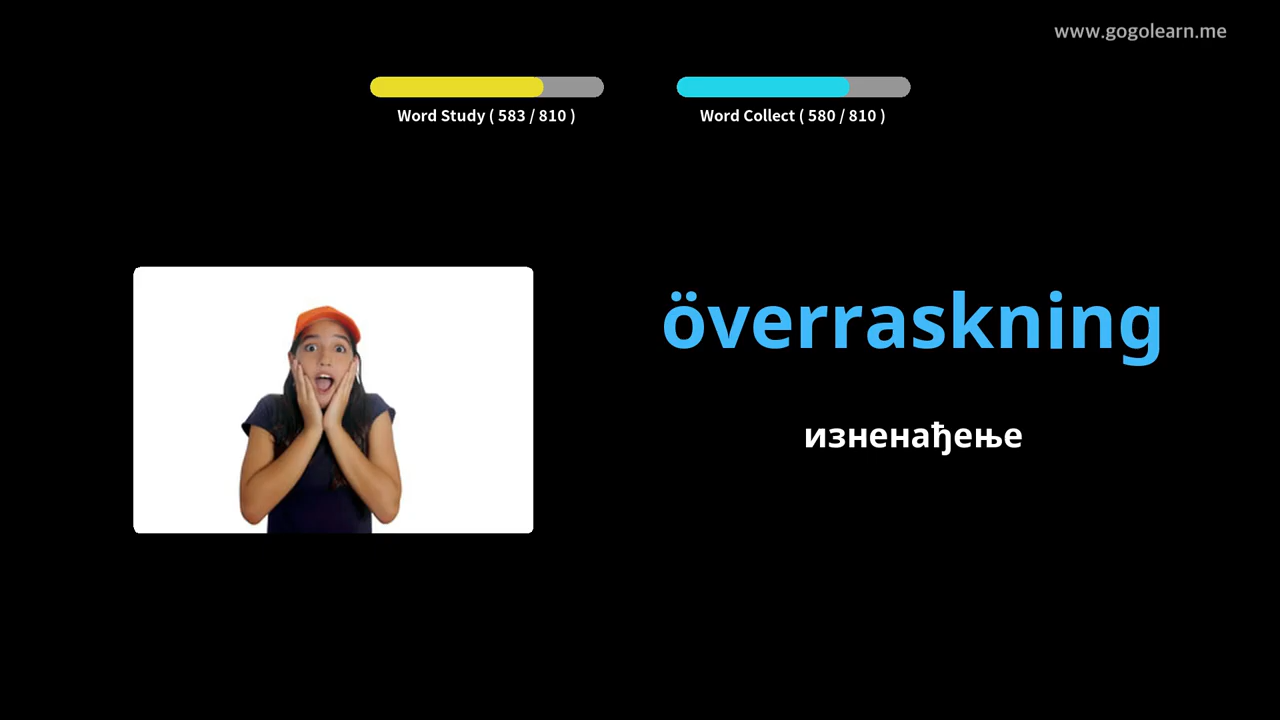 www.gogolearn.me
Word Study ( 583 / 810 )
Word Collect ( 580 / 810 )
överraskning
изненађење